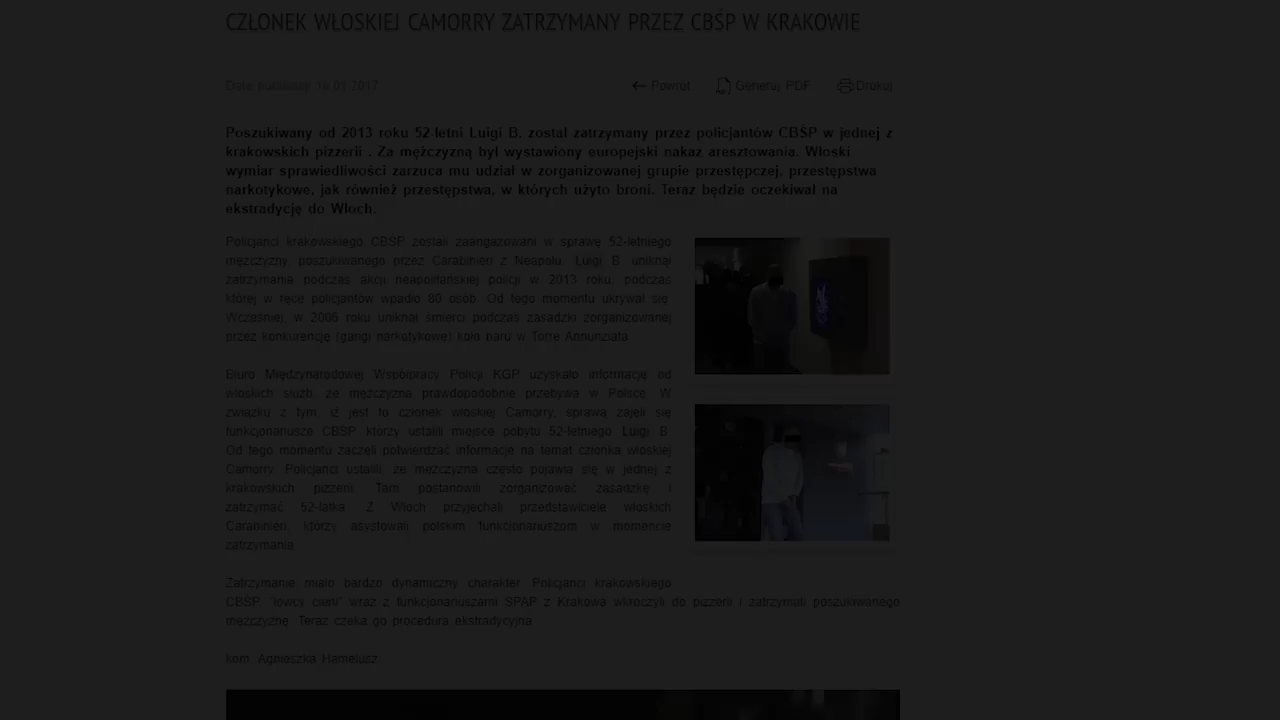 CZŁONEK WŁOSKIEJ CAMORRY ZATRZYMANY PRZEZ CBŚP W KRAKOWIE
Data publikacji 10.01.2017
Powrót
Generuj PDF
Drukuj
Poszukiwany od 2013 roku 52-letni Luigi B. został zatrzymany przez policjantów CBŚP w jednej z
krakowskich pizzerii . Za mężczyzną był wystawiony europejski nakaz aresztowania. Włoski
wymiar sprawiedliwości zarzuca mu udział w zorganizowanej grupie przestępczej, przestępstwa
narkotykowe, jak również przestępstwa, w których użyto broni. Teraz będzie oczekiwał na
ekstradycję do Włoch.
Policjanci krakowskiego CBŚP zostali zaangażowani w sprawę 52-letniego
mężczyzny, poszukiwanego przez Carabinieri z Neapolu. Luigi B. uniknął
zatrzymania podczas akcji neapolitańskiej policji w 2013 roku, podczas
której w ręce policjantów wpadło 80 osób. Od tego momentu ukrywał się.
Wcześniej, w 2006 roku uniknął śmierci podczas zasadzki zorganizowanej
przez konkurencję (gangi narkotykowe) koło baru w Torre Annunziata.
Biuro Międzynarodowej Współpracy Policji KGP uzyskało informację od
włoskich służb, że mężczyzna prawdopodobnie przebywa w Polsce. W
związku z tym, iż jest to członek włoskiej Camorry, sprawą zajęli się
funkcjonariusze CBŚP, którzy ustalili miejsce pobytu 52-letniego Luigi B.
Od tego momentu zaczęli potwierdzać informacje na temat członka włoskiej
Camorry. Policjanci ustalili, że mężczyzna często pojawia się w jednej z
krakowskich pizzerii. Tam postanowili zorganizować zasadzkę i
zatrzymać 52-latka. Z Włoch przyjechali przedstawiciele włoskich
Carabinieri, którzy asystowali polskim funkcjonariuszom w momencie
zatrzymania.
Zatrzymanie miało bardzo dynamiczny charakter. Policjanci krakowskiego
CBŚP, "łowcy cieni" wraz z funkcjonariuszami SPAP z Krakowa wkroczyli do pizzerii i zatrzymali poszukiwanego
mężczyznę. Teraz czeka go procedura ekstradycyjna.
kom. Agnieszka Hamelusz